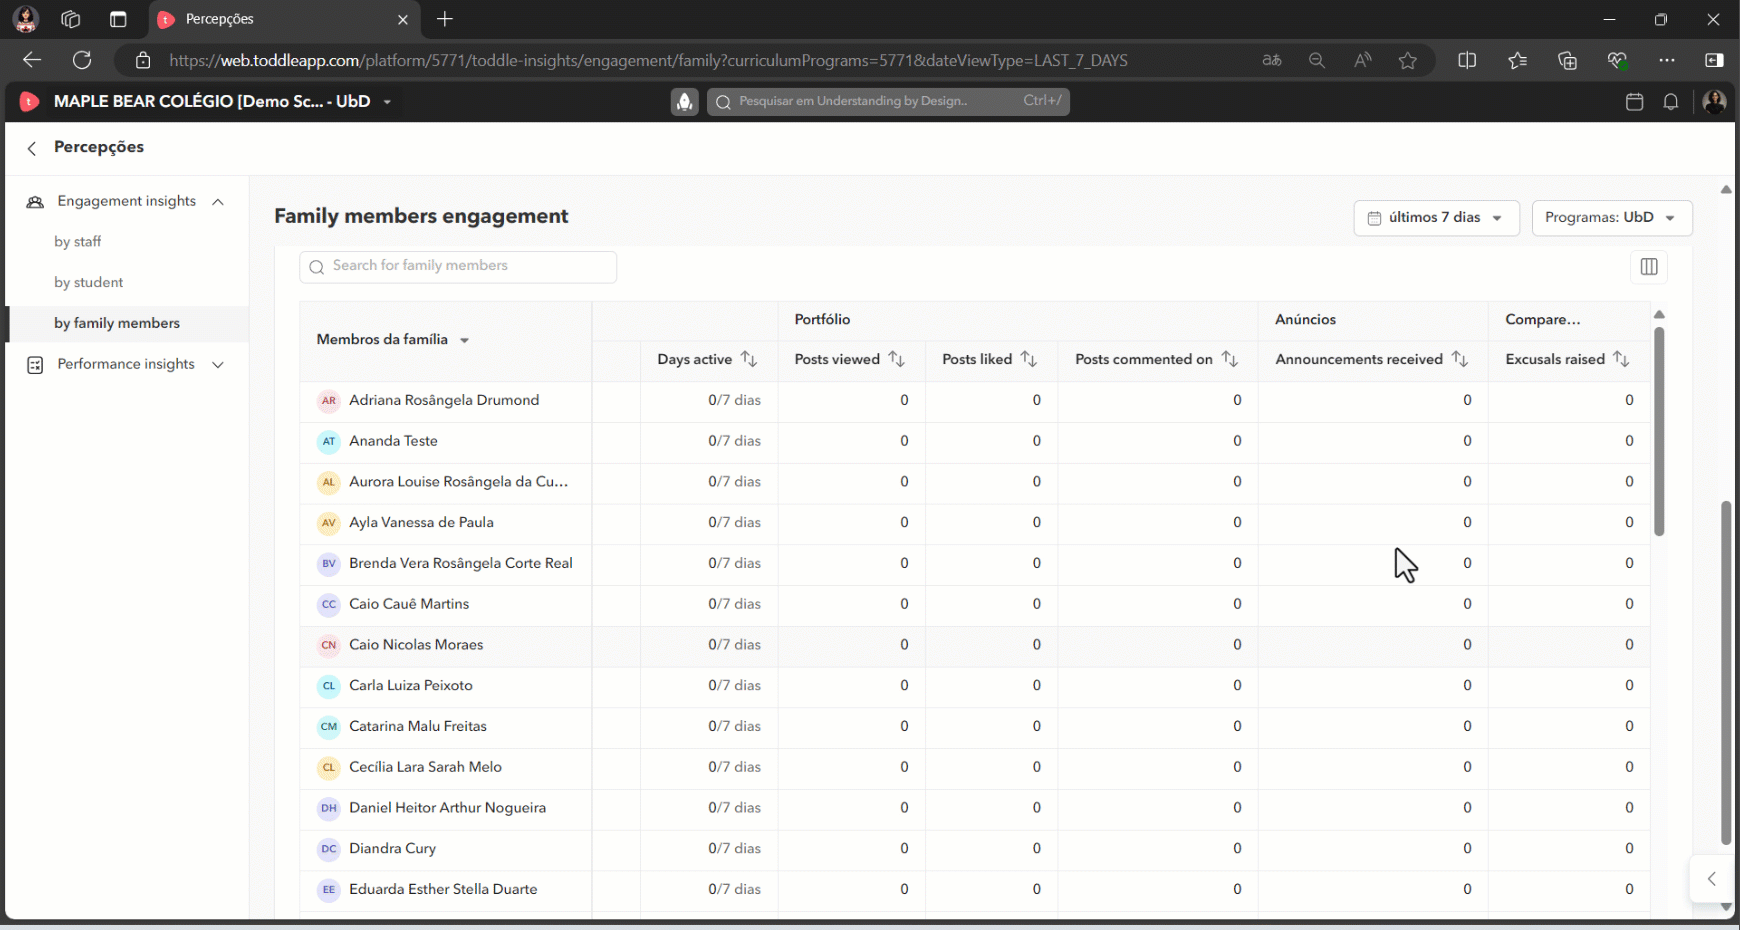 Percepções
https://web.toddleapp.com/platform/5771/toddle-insights/engagement/family?curriculumPrograms=5771&dateViewType=LAST_7_DAYS
MAPLE BEAR COLÉGIO [Demo Sc... - UbD
Pesquisar em Understanding by Design.. Ctrl+/
Percepções
Engagement insights
by staff
by student
by family members
Performance insights
Family members engagement
últimos 7 dias
Programas: UbD
Search for family members
Membros da família
Portfólio Anúncios Compare...
Days active Posts viewed Posts liked Posts commented on Announcements received Excusals raised
AR Adriana Rosângela Drumond 0/7 dias 0 0 0 0 0
AT Ananda Teste 0/7 dias 0 0 0 0 0
AL Aurora Louise Rosângela da Cu... 0/7 dias 0 0 0 0 0
AV Ayla Vanessa de Paula 0/7 dias 0 0 0 0 0
BV Brenda Vera Rosângela Corte Real 0/7 dias 0 0 0 0 0
CC Caio Cauê Martins 0/7 dias 0 0 0 0 0
CN Caio Nicolas Moraes 0/7 dias 0 0 0 0 0
CL Carla Luiza Peixoto 0/7 dias 0 0 0 0 0
CM Catarina Malu Freitas 0/7 dias 0 0 0 0 0
CL Cecília Lara Sarah Melo 0/7 dias 0 0 0 0 0
DH Daniel Heitor Arthur Nogueira 0/7 dias 0 0 0 0 0
DC Diandra Cury 0/7 dias 0 0 0 0 0
EE Eduarda Esther Stella Duarte 0/7 dias 0 0 0 0 0